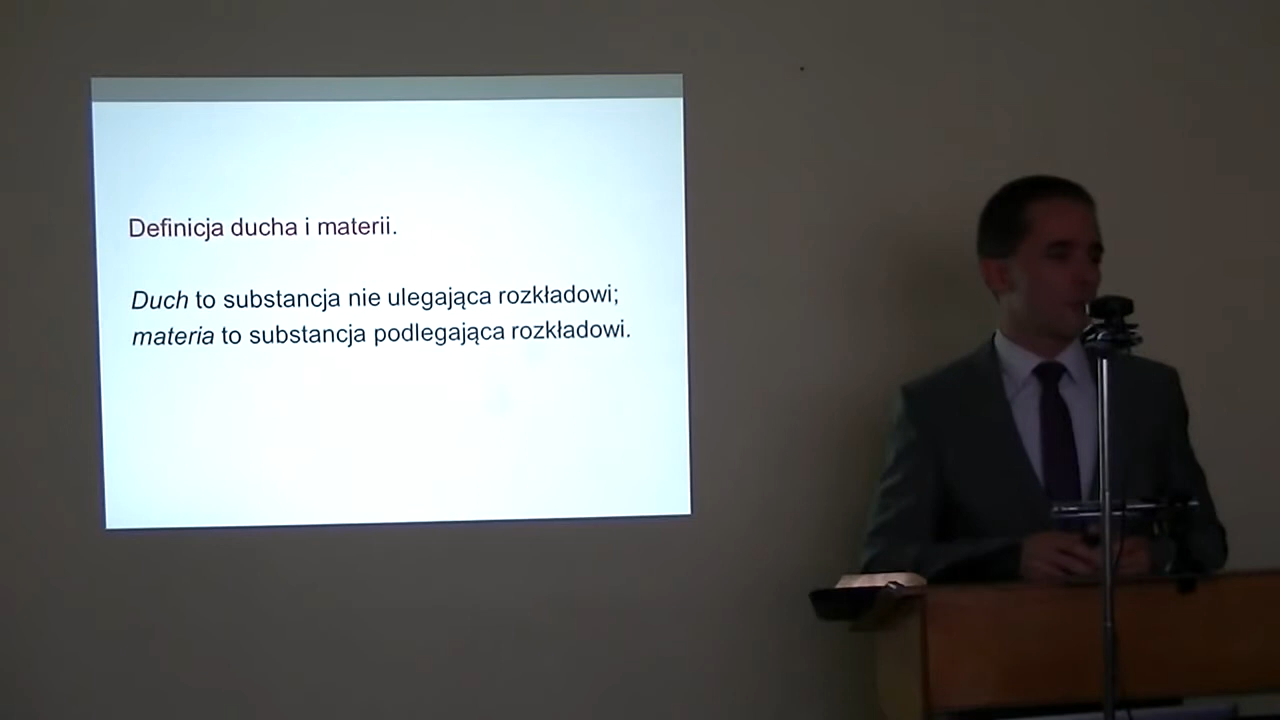 Definicja ducha i materii.
Duch to substancja nie ulegająca rozkładowi;
materia to substancja podlegająca rozkładowi.